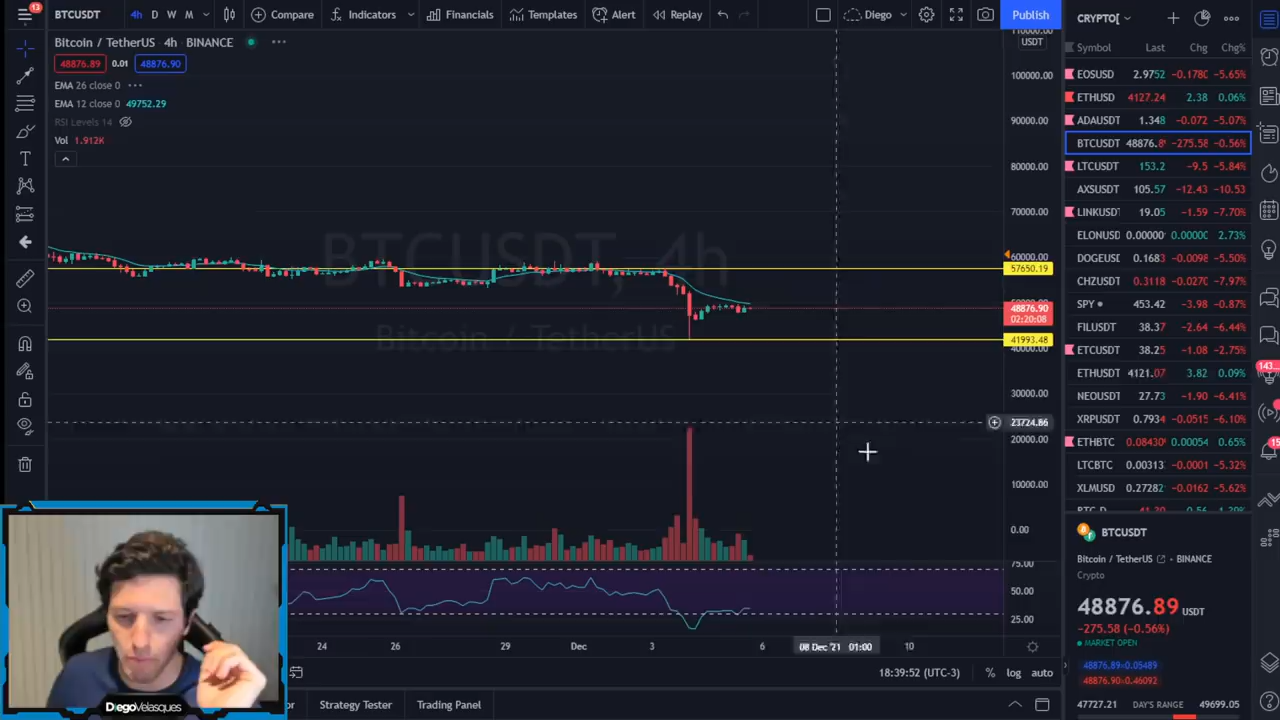 13
BTCUSDT 4h D W M Compare Indicators Financials Templates Alert Replay Diego Publish
Bitcoin / TetherUS 4h BINANCE
48876.89 0.01 48876.90
EMA 26 close 0
EMA 12 close 0 49752.29
RSI Levels 14
Vol 1.912K
BTCUSDT, 4h
Bitcoin / TetherUS
110000.00
USDT
100000.00
90000.00
80000.00
70000.00
60000.00
57650.19
48876.90
02:20:08
41993.48
40000.00
30000.00
23724.86
20000.00
10000.00
0.00
75.00
50.00
25.00
24 26 29 Dec 3 6 08 Dec '21 01:00 10
18:39:52 (UTC-3) % log auto
Strategy Tester Trading Panel
DiegoVelasques
CRYPTO[
Symbol Last Chg Chg%
EOSUSD 2.9752 −0.1780 −5.65%
ETHUSD 4127.24 2.38 0.06%
ADAUSDT 1.348 −0.072 −5.07%
BTCUSDT 48876.89 −275.58 −0.56%
LTCUSDT 153.2 −9.5 −5.84%
AXSUSDT 105.57 −12.43 −10.53
LINKUSDT 19.05 −1.59 −7.70%
ELONUSD 0.00000 0.0000 2.73%
DOGEUSD 0.1683 −0.0098 −5.50%
CHZUSDT 0.3118 −0.0270 −7.97%
SPY 453.42 −3.98 −0.87%
FILUSDT 38.37 −2.64 −6.44%
ETCUSDT 38.25 −1.08 −2.75%
ETHUSDT 4121.07 3.82 0.09%
NEOUSDT 27.73 −1.90 −6.41%
XRPUSDT 0.7934 −0.0515 −6.10%
ETHBTC 0.08430 0.00054 0.65%
LTCBTC 0.00313 −0.0001 −5.32%
XLMUSD 0.27282 −0.0162 −5.62%
BTCUSDT
Bitcoin / TetherUS • BINANCE
Crypto
48876.89 USDT
−275.58 (−0.56%)
MARKET OPEN
48876.89×0.05489
48876.90×0.46092
47727.21 DAY'S RANGE 49699.05
143